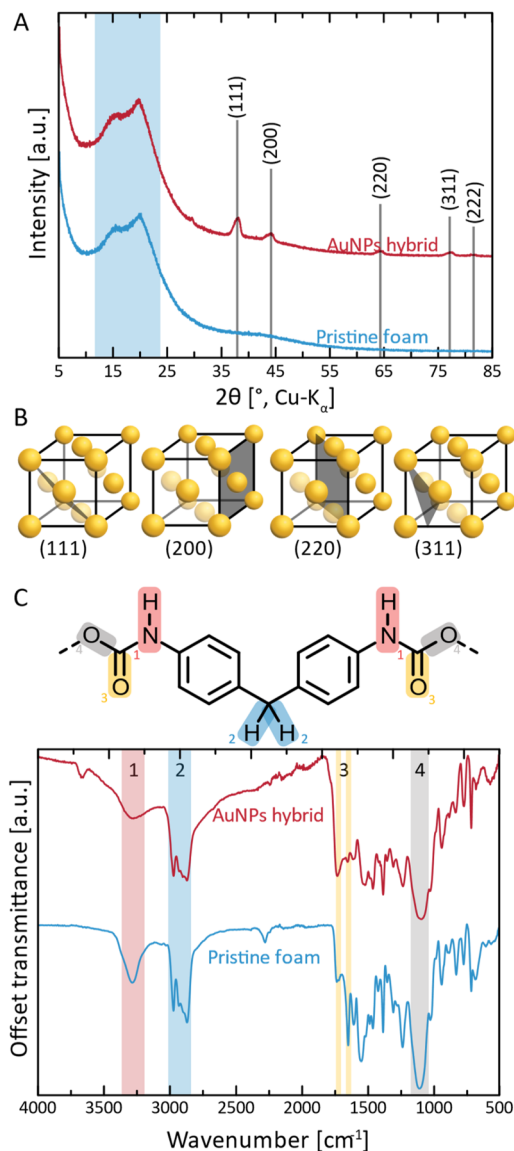 A
Intensity [a.u.]
(111)
(200)
(220)
(311)
(222)
AuNPs hybrid
Pristine foam
5 15 25 35 45 55 65 75 85
2θ [°, Cu-Kα]
B
(111) (200) (220) (311)
C
H H
O N N O
4 1 1 4
O O
3 3
H H
2 2
Offset transmittance [a.u.]
1 2 3 4
AuNPs hybrid
Pristine foam
4000 3500 3000 2500 2000 1500 1000 500
Wavenumber [cm-1]